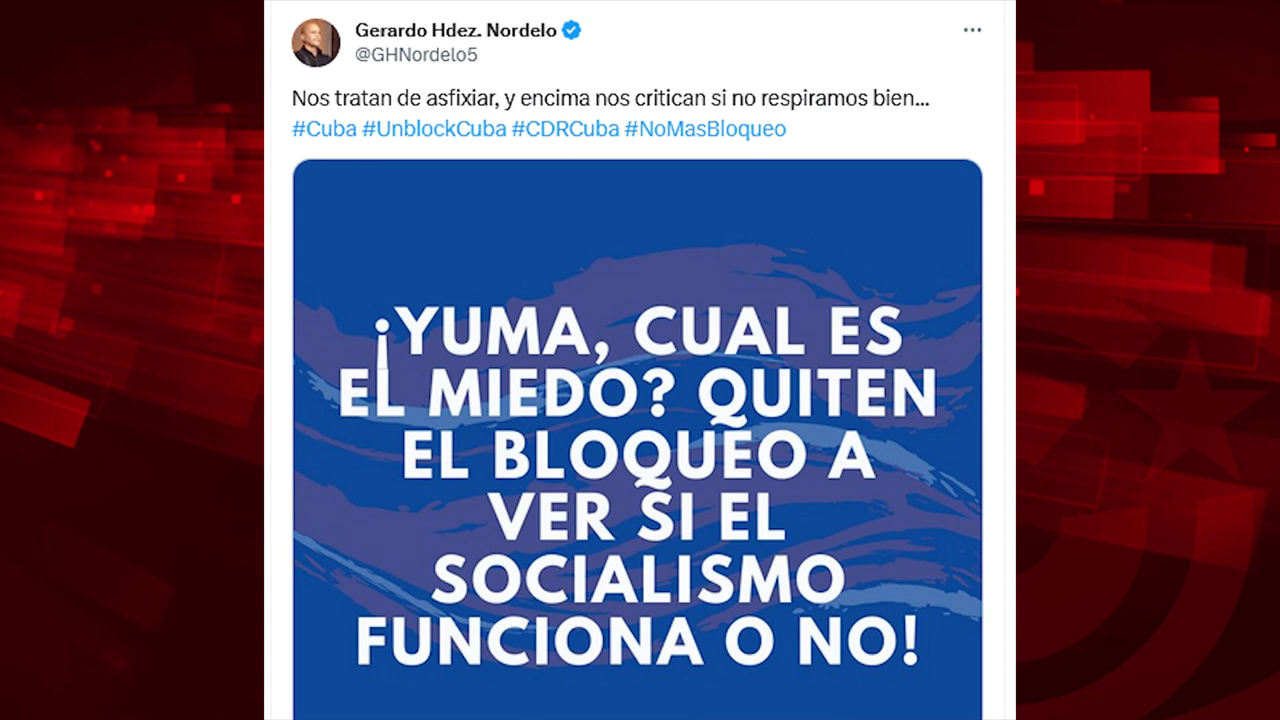 Gerardo Hdez. Nordelo
@GHNordelo5
Nos tratan de asfixiar, y encima nos critican si no respiramos bien...
#Cuba #UnblockCuba #CDRCuba #NoMasBloqueo
¡YUMA, CUAL ES
EL MIEDO? QUITEN
EL BLOQUEO A
VER SI EL
SOCIALISMO
FUNCIONA O NO!